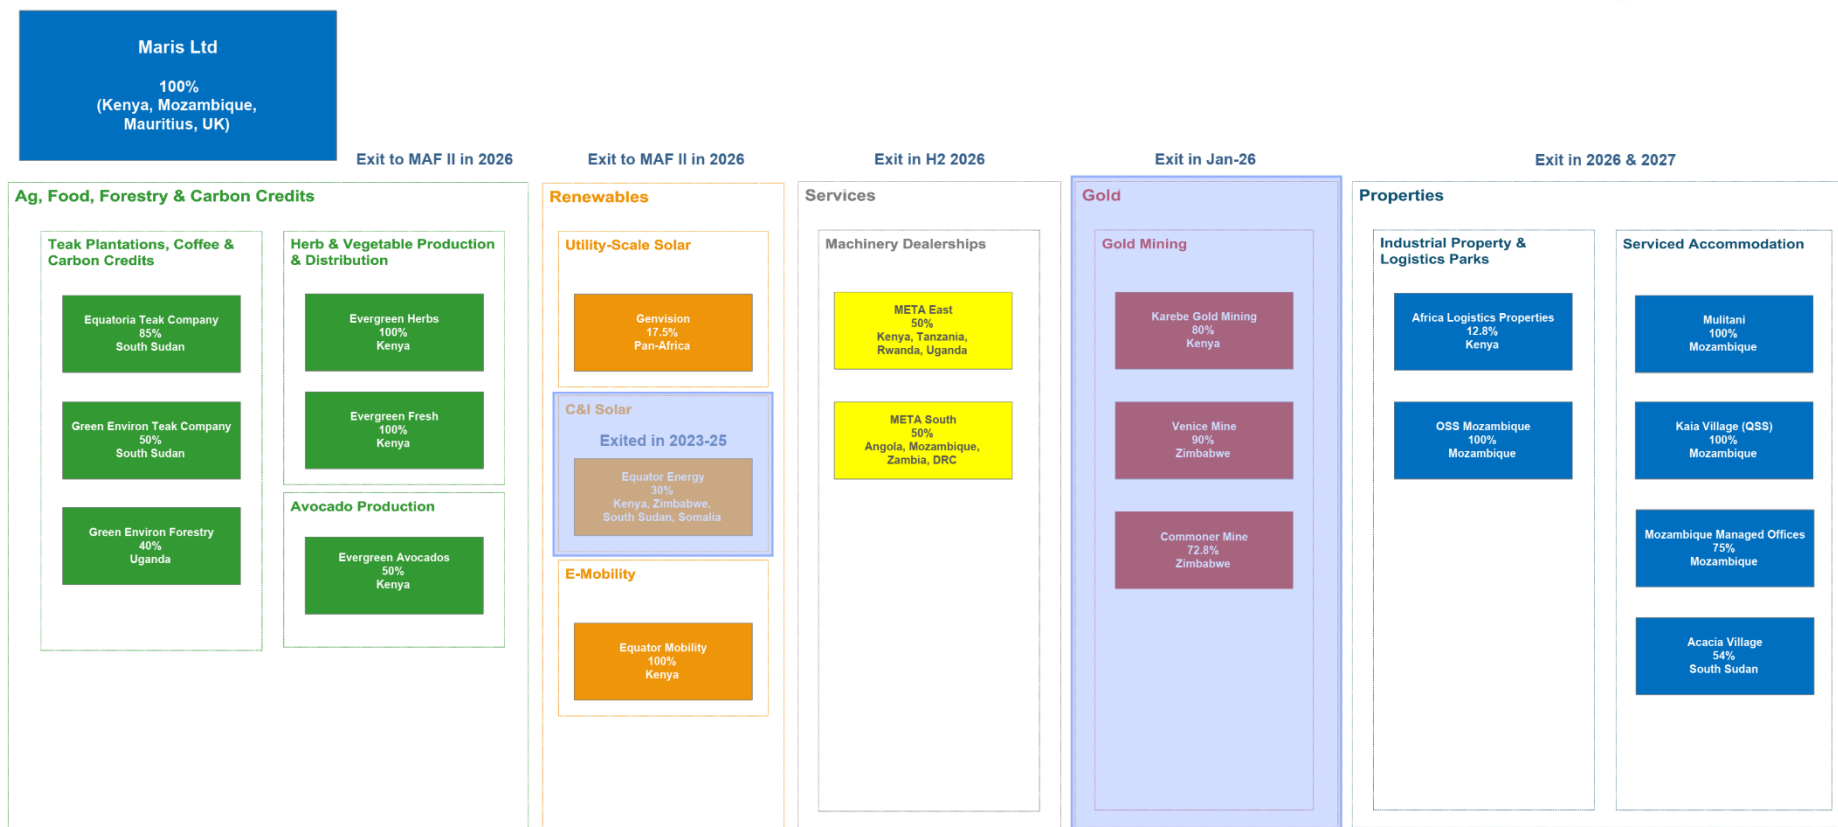 Maris Ltd
100%
(Kenya, Mozambique,
Mauritius, UK)
Exit to MAF II in 2026
Exit to MAF II in 2026
Exit in H2 2026
Exit in Jan-26
Exit in 2026 & 2027
Ag, Food, Forestry & Carbon Credits
Teak Plantations, Coffee &
Carbon Credits
Equatoria Teak Company
85%
South Sudan
Green Environ Teak Company
50%
South Sudan
Green Environ Forestry
40%
Uganda
Herb & Vegetable Production
& Distribution
Evergreen Herbs
100%
Kenya
Evergreen Fresh
100%
Kenya
Avocado Production
Evergreen Avocados
50%
Kenya
Renewables
Utility-Scale Solar
Genvision
17.5%
Pan-Africa
C&I Solar
Exited in 2023-25
Equator Energy
30%
Kenya, Zimbabwe,
South Sudan, Somalia
E-Mobility
Equator Mobility
100%
Kenya
Services
Machinery Dealerships
META East
50%
Kenya, Tanzania,
Rwanda, Uganda
META South
50%
Angola, Mozambique,
Zambia, DRC
Gold
Gold Mining
Karebe Gold Mining
80%
Kenya
Venice Mine
90%
Zimbabwe
Commoner Mine
72.8%
Zimbabwe
Properties
Industrial Property &
Logistics Parks
Africa Logistics Properties
12.8%
Kenya
OSS Mozambique
100%
Mozambique
Serviced Accommodation
Mulitani
100%
Mozambique
Kaia Village (QSS)
100%
Mozambique
Mozambique Managed Offices
75%
Mozambique
Acacia Village
54%
South Sudan